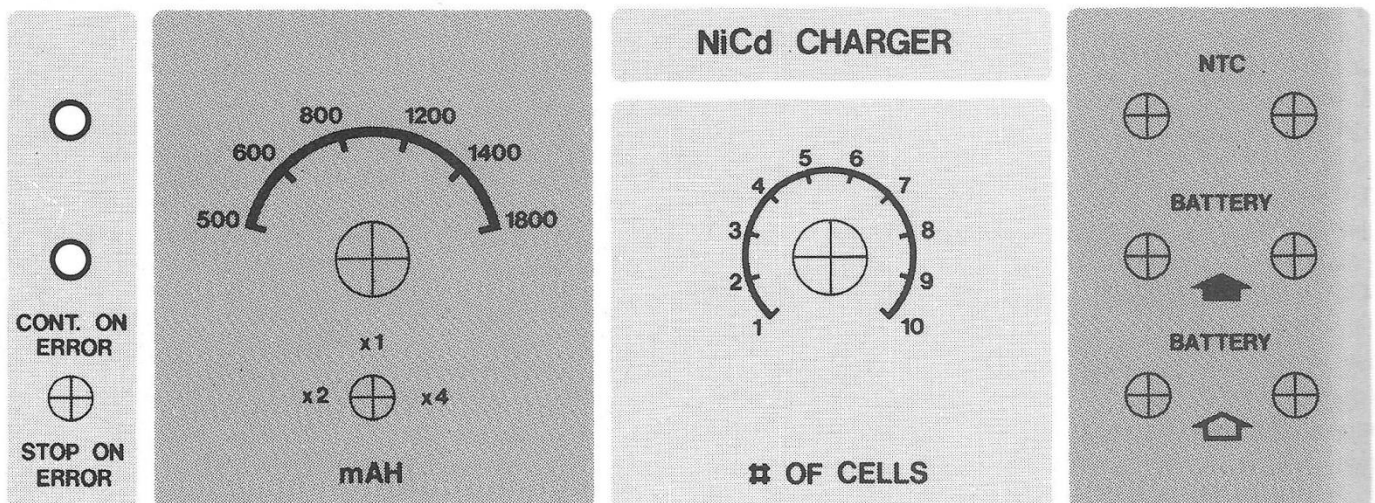 CONT. ON
ERROR
STOP ON
ERROR
800 1200
600 1400
500 1800
x1
x2 x4
mAH
NiCd CHARGER
5 6
4 7
3 8
2 9
1 10
# OF CELLS
NTC
BATTERY
BATTERY